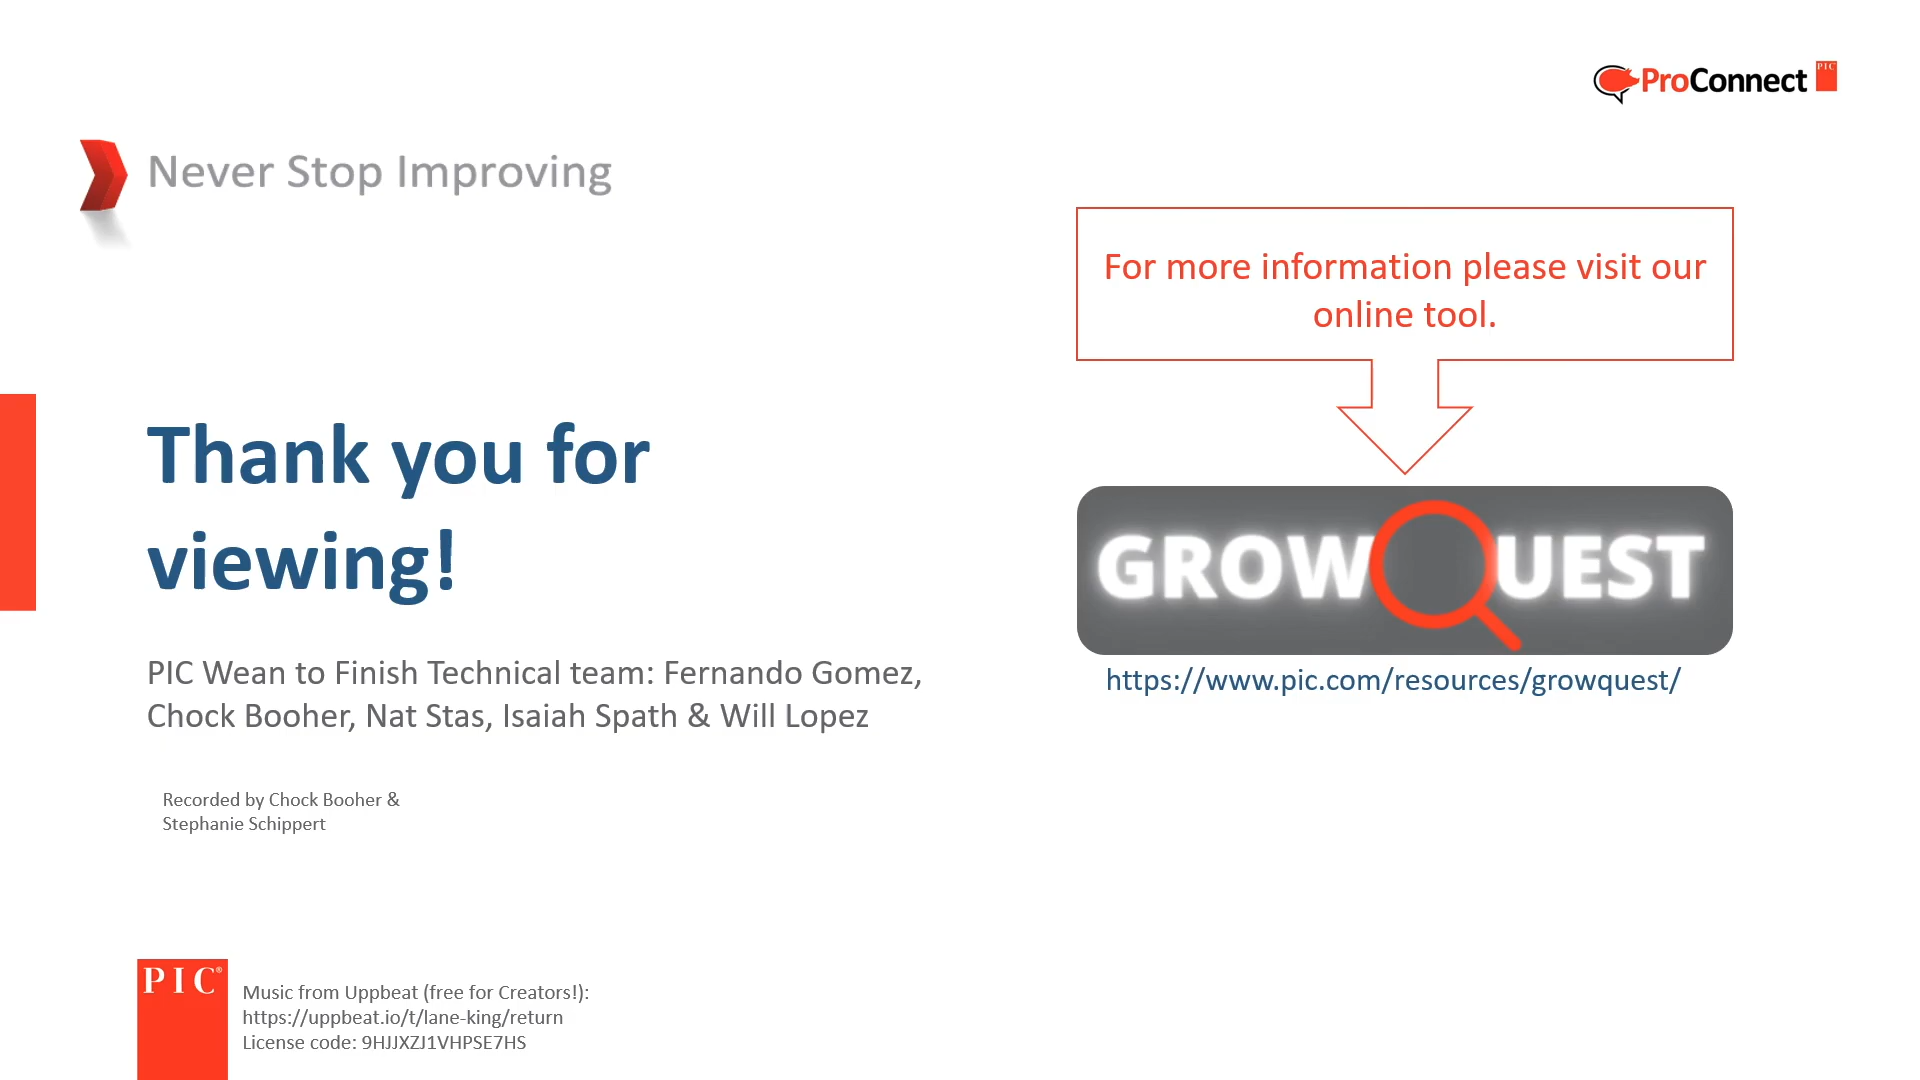 ProConnect PIC
Never Stop Improving
For more information please visit our
online tool.
Thank you for
viewing!
GROWQUEST
https://www.pic.com/resources/growquest/
PIC Wean to Finish Technical team: Fernando Gomez,
Chock Booher, Nat Stas, Isaiah Spath & Will Lopez
Recorded by Chock Booher &
Stephanie Schippert
PIC®
Music from Uppbeat (free for Creators!):
https://uppbeat.io/t/lane-king/return
License code: 9HJJXZJ1VHPSE7HS